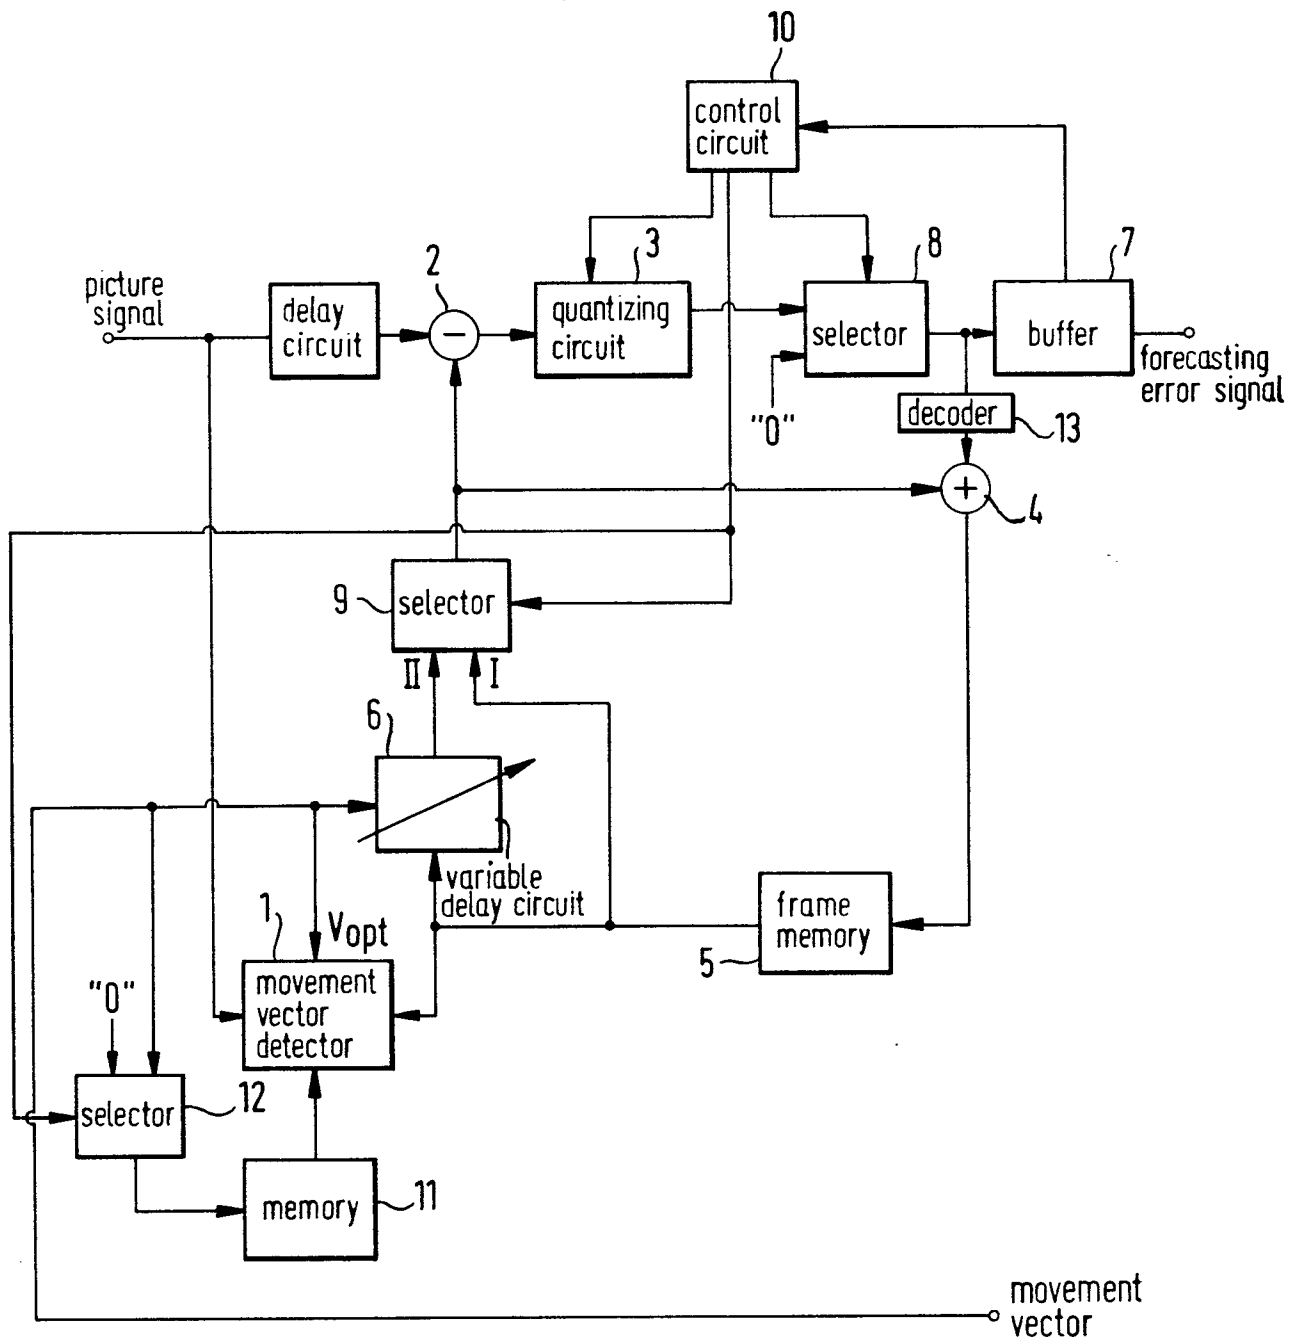 10
control
circuit
picture
signal
delay
circuit
2
−
3
quantizing
circuit
8
selector
"0"
7
buffer
forecasting
error signal
decoder
13
+
4
9
selector
II
I
6
variable
delay circuit
frame
memory
5
1
Vopt
movement
vector
detector
"0"
selector
12
memory
11
movement
vector